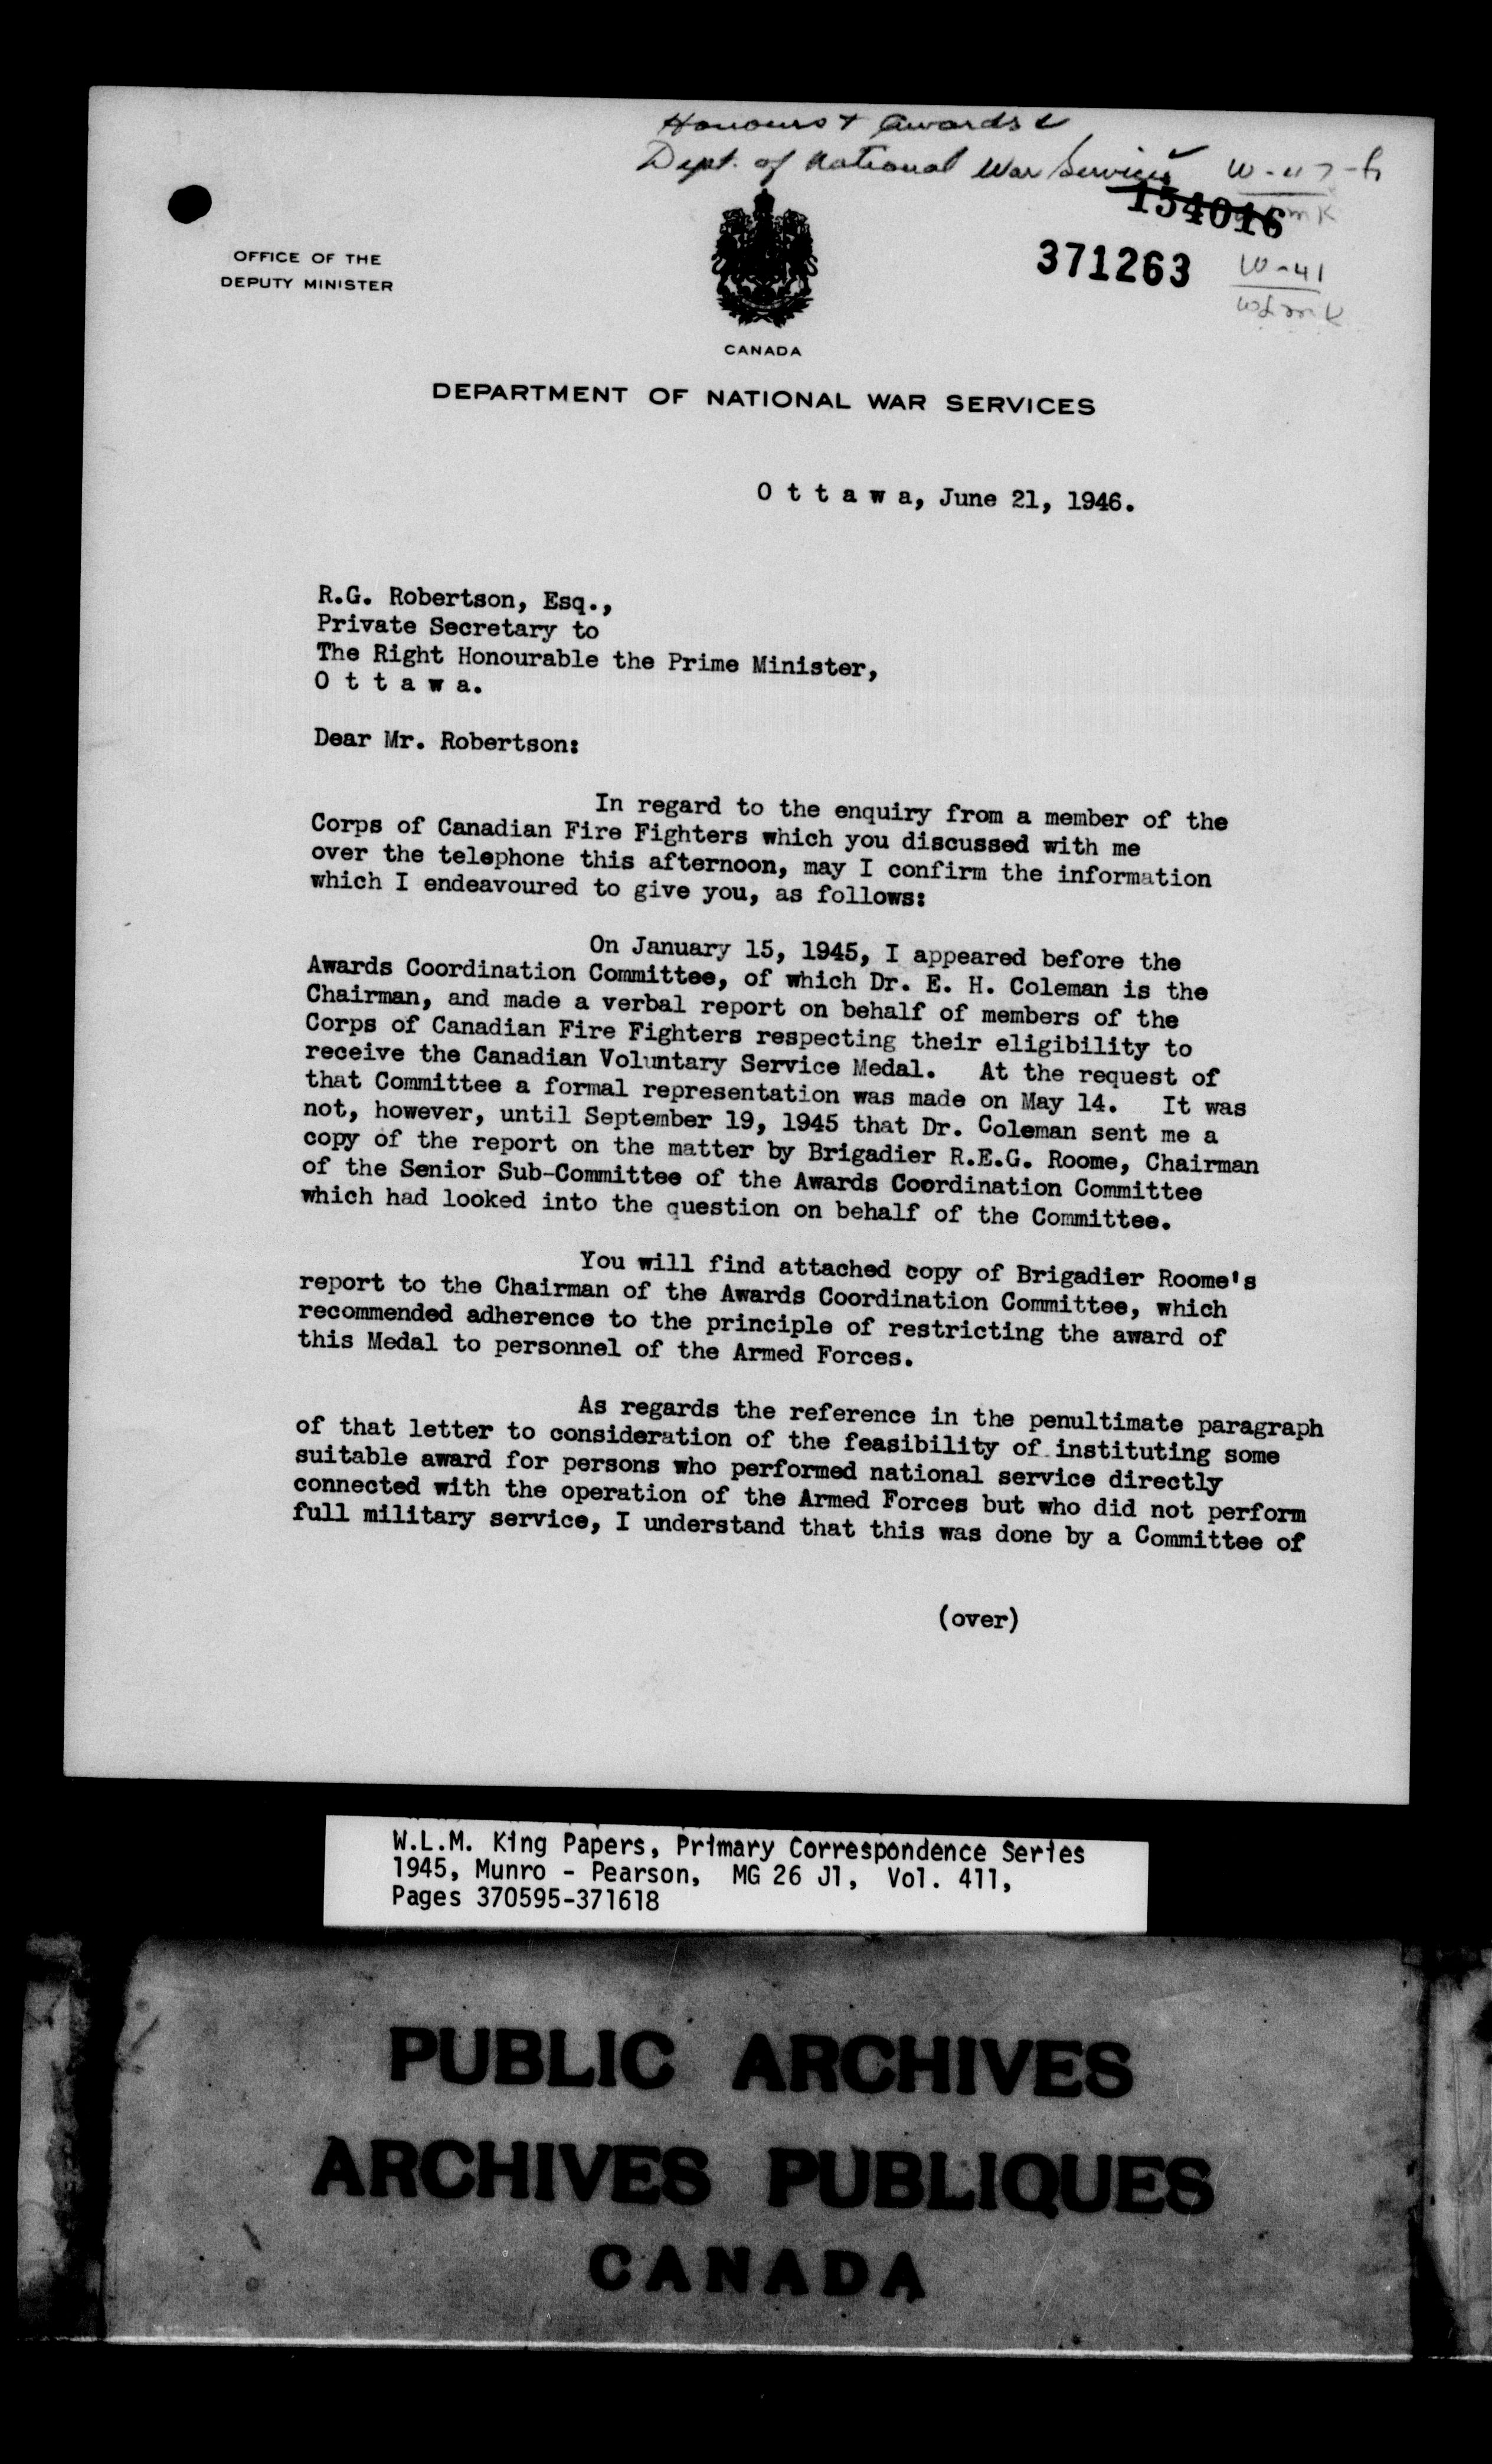 Honours & Awards
Dept. of National War Services
154016
371263
W-41
OFFICE OF THE
DEPUTY MINISTER
CANADA
DEPARTMENT OF NATIONAL WAR SERVICES
O t t a w a, June 21, 1946.
R.G. Robertson, Esq.,
Private Secretary to
The Right Honourable the Prime Minister,
O t t a w a.
Dear Mr. Robertson:
In regard to the enquiry from a member of the
Corps of Canadian Fire Fighters which you discussed with me
over the telephone this afternoon, may I confirm the information
which I endeavoured to give you, as follows:
On January 15, 1945, I appeared before the
Awards Coordination Committee, of which Dr. E. H. Coleman is the
Chairman, and made a verbal report on behalf of members of the
Corps of Canadian Fire Fighters respecting their eligibility to
receive the Canadian Voluntary Service Medal. At the request of
that Committee a formal representation was made on May 14. It was
not, however, until September 19, 1945 that Dr. Coleman sent me a
copy of the report on the matter by Brigadier R.E.G. Roome, Chairman
of the Senior Sub-Committee of the Awards Coordination Committee
which had looked into the question on behalf of the Committee.
You will find attached copy of Brigadier Roome's
report to the Chairman of the Awards Coordination Committee, which
recommended adherence to the principle of restricting the award of
this Medal to personnel of the Armed Forces.
As regards the reference in the penultimate paragraph
of that letter to consideration of the feasibility of instituting some
suitable award for persons who performed national service directly
connected with the operation of the Armed Forces but who did not perform
full military service, I understand that this was done by a Committee of
(over)
W.L.M. King Papers, Primary Correspondence Series
1945, Munro - Pearson, MG 26 J1, Vol. 411,
Pages 370595-371618
PUBLIC ARCHIVES
ARCHIVES PUBLIQUES
CANADA